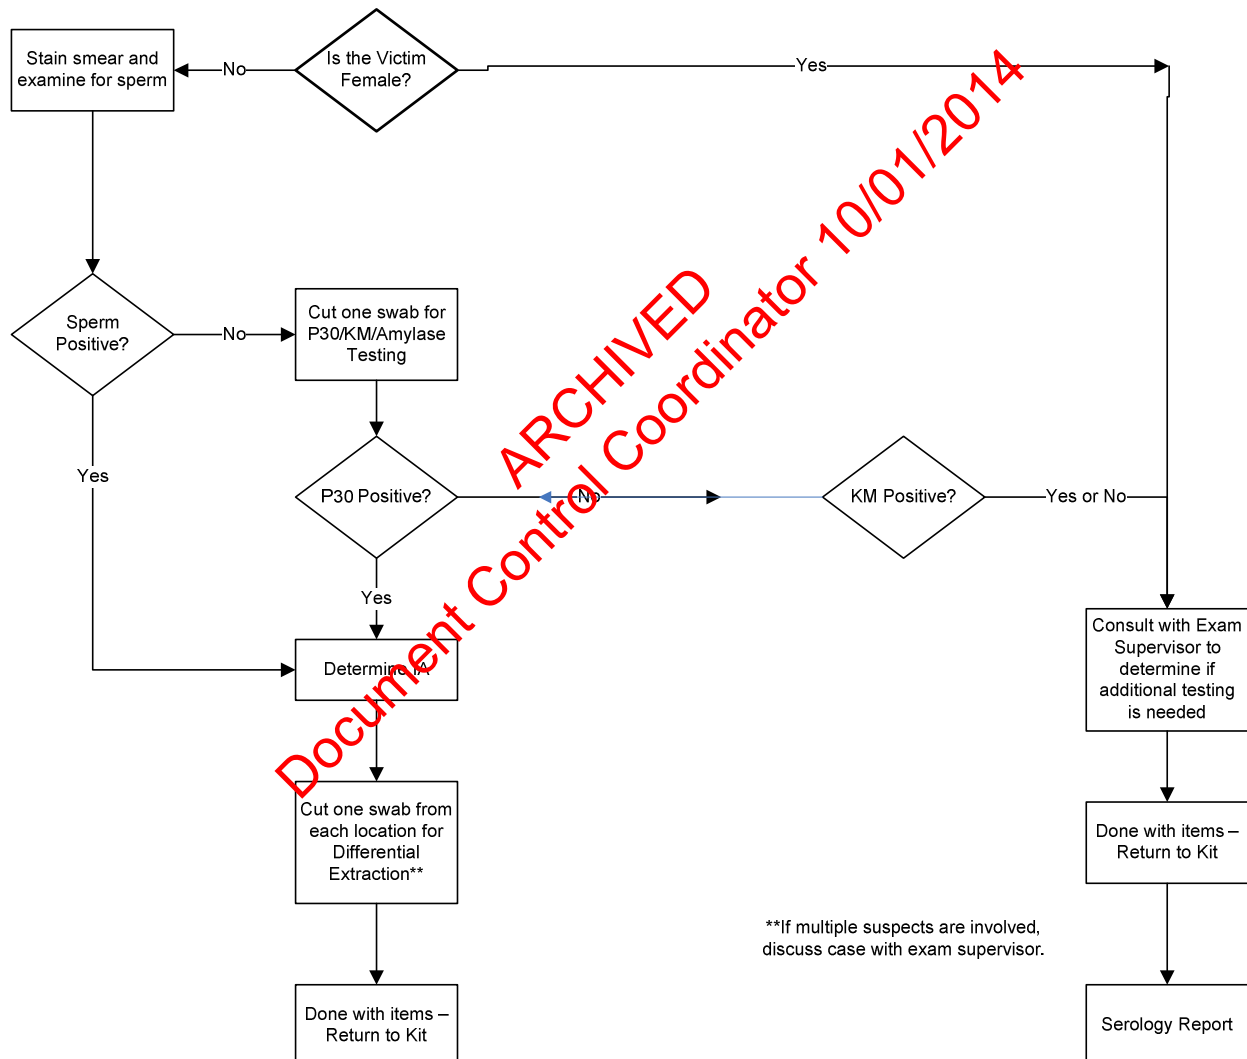 Stain smear and
examine for sperm
No
Is the Victim
Female?
Yes
Sperm
Positive?
No
Cut one swab for
P30/KM/Amylase
Testing
Yes
P30 Positive?
No
KM Positive?
Yes or No
Yes
Determine IA
Consult with Exam
Supervisor to
determine if
additional testing
is needed
Cut one swab from
each location for
Differential
Extraction**
Done with items –
Return to Kit
**If multiple suspects are involved,
discuss case with exam supervisor.
Done with items –
Return to Kit
Serology Report
ARCHIVED
Document Control Coordinator 10/01/2014